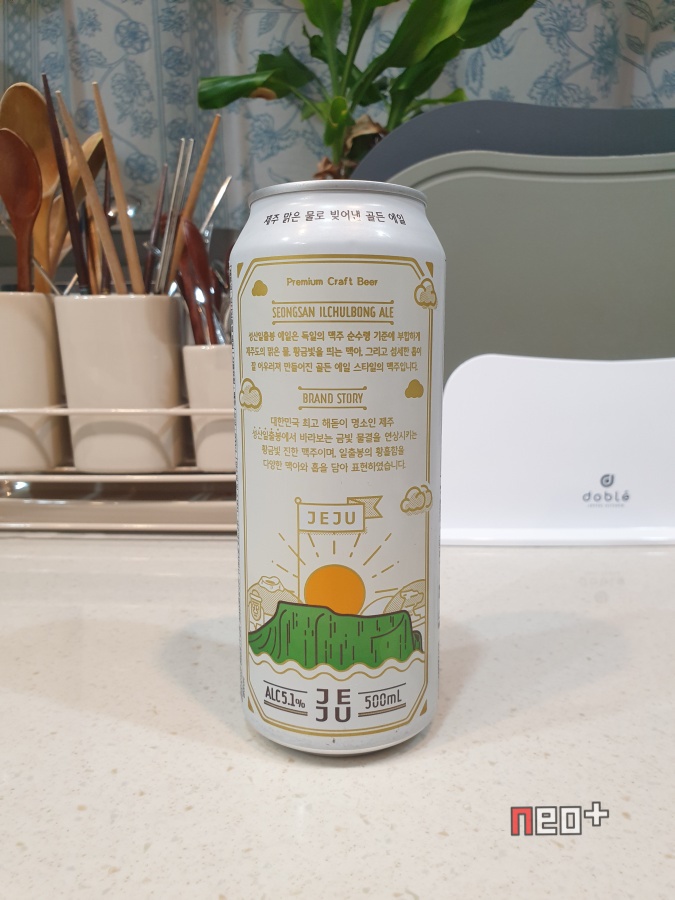 제주 맑은 물로 빚어낸 골든 에일
Premium Craft Beer
SEONGSAN ILCHULBONG ALE
성산일출봉 에일은 독일의 맥주 순수령 기준에 부합하게
제주도의 맑은 물, 황금빛을 띄는 맥아, 그리고 섬세한 홉이
잘 어우러져 만들어진 골든 에일 스타일의 맥주입니다.
BRAND STORY
대한민국 최고 해돋이 명소인 제주
성산일출봉에서 바라보는 금빛 물결을 연상시키는
황금빛 진한 맥주이며, 일출봉의 황홀함을
다양한 맥아와 홉을 담아 표현하였습니다.
JEJU
ALC 5.1%
JE
JU
500mL
doblé
neo+